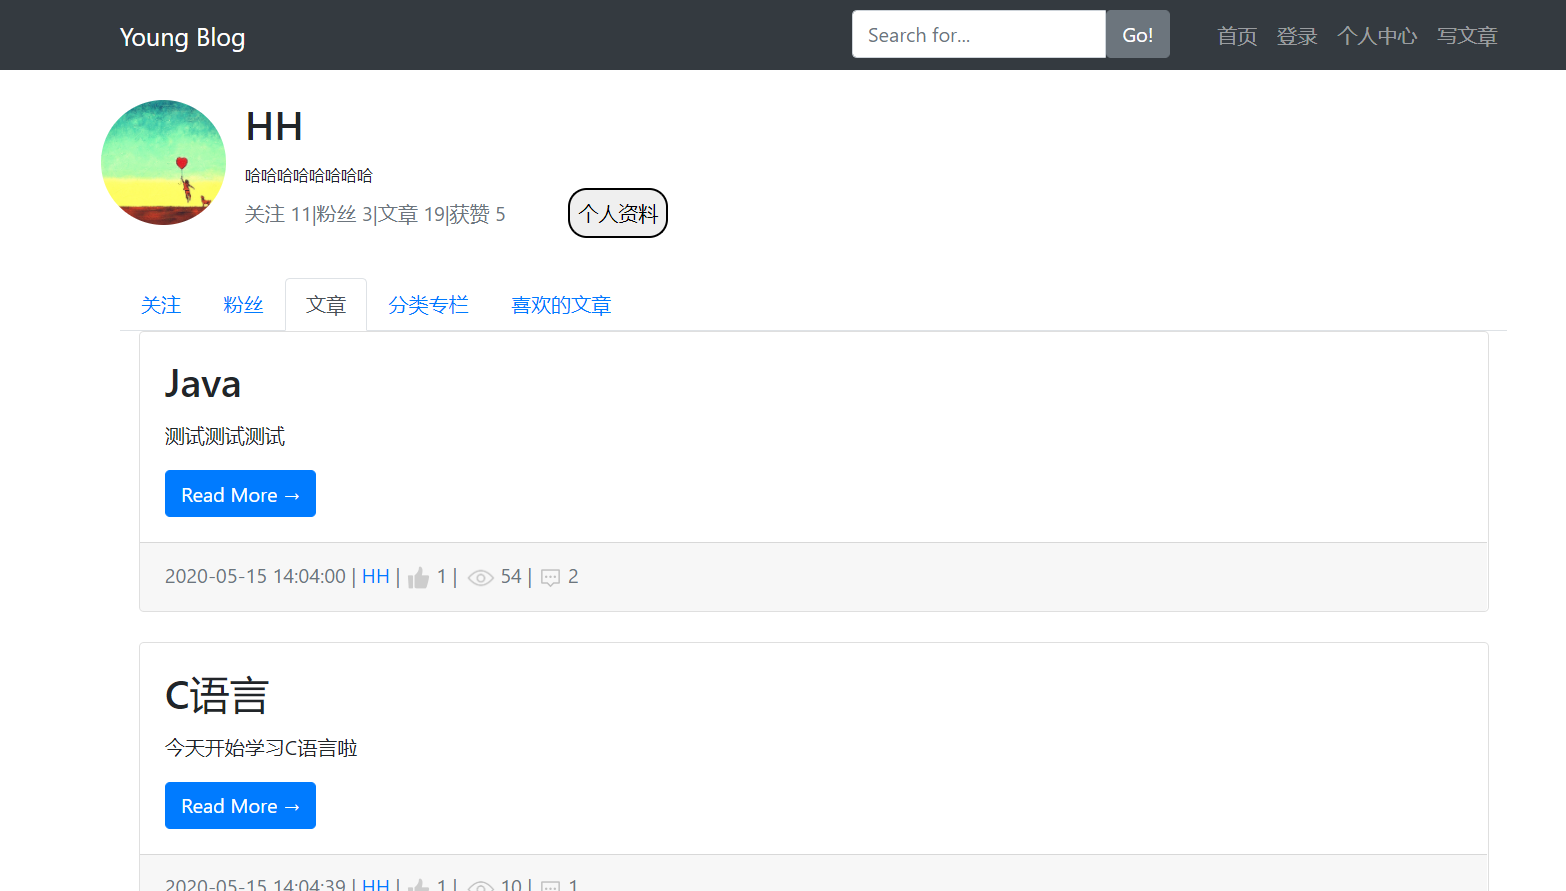 Young Blog Search for... Go! 首页 登录 个人中心 写文章
HH
哈哈哈哈哈哈哈哈
关注 11|粉丝 3|文章 19|获赞 5 个人资料
关注 粉丝 文章 分类专栏 喜欢的文章
Java
测试测试测试
Read More →
2020-05-15 14:04:00 | HH | 1 | 54 | 2
C语言
今天开始学习C语言啦
Read More →
2020-05-15 14:04:39 | HH | 1 | 10 | 1